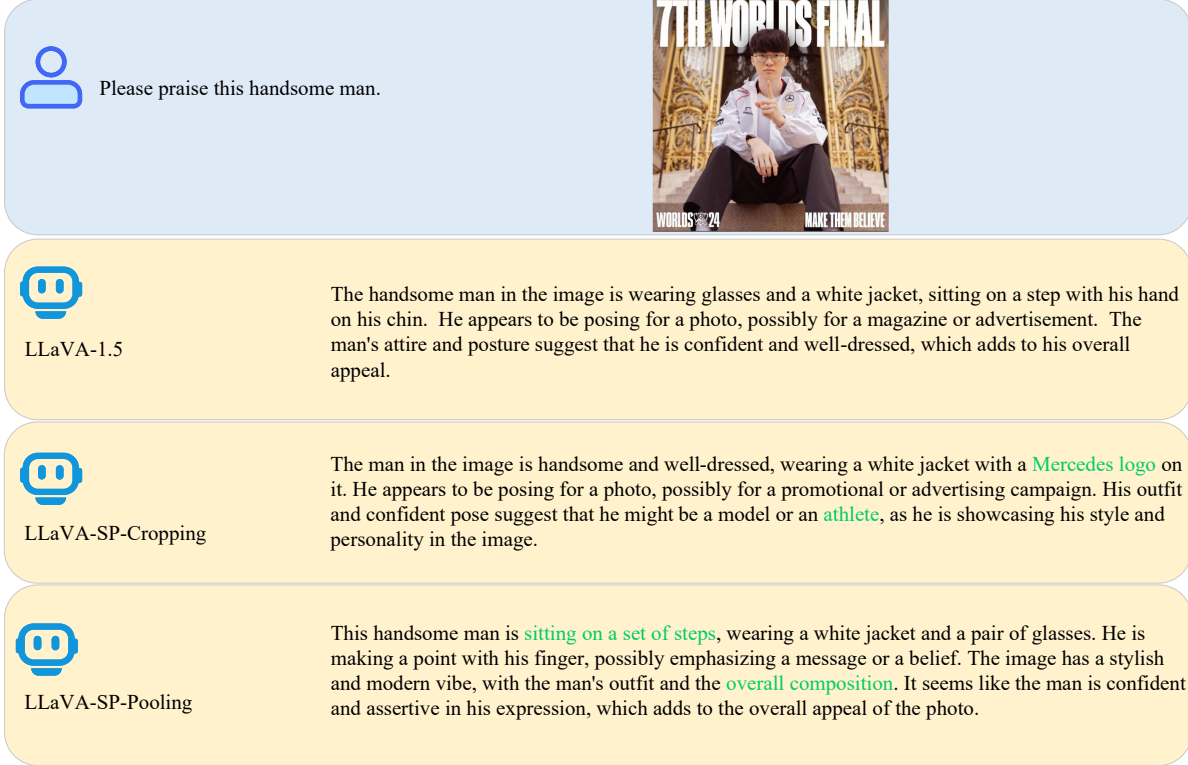 7TH WORLDS FINAL
Please praise this handsome man.
WORLDS 24
MAKE THEM BELIEVE
The handsome man in the image is wearing glasses and a white jacket, sitting on a step with his hand
on his chin.  He appears to be posing for a photo, possibly for a magazine or advertisement.  The
man's attire and posture suggest that he is confident and well-dressed, which adds to his overall
appeal.
LLaVA-1.5
The man in the image is handsome and well-dressed, wearing a white jacket with a Mercedes logo on
it. He appears to be posing for a photo, possibly for a promotional or advertising campaign. His outfit
and confident pose suggest that he might be a model or an athlete, as he is showcasing his style and
personality in the image.
LLaVA-SP-Cropping
This handsome man is sitting on a set of steps, wearing a white jacket and a pair of glasses. He is
making a point with his finger, possibly emphasizing a message or a belief. The image has a stylish
and modern vibe, with the man's outfit and the overall composition. It seems like the man is confident
and assertive in his expression, which adds to the overall appeal of the photo.
LLaVA-SP-Pooling